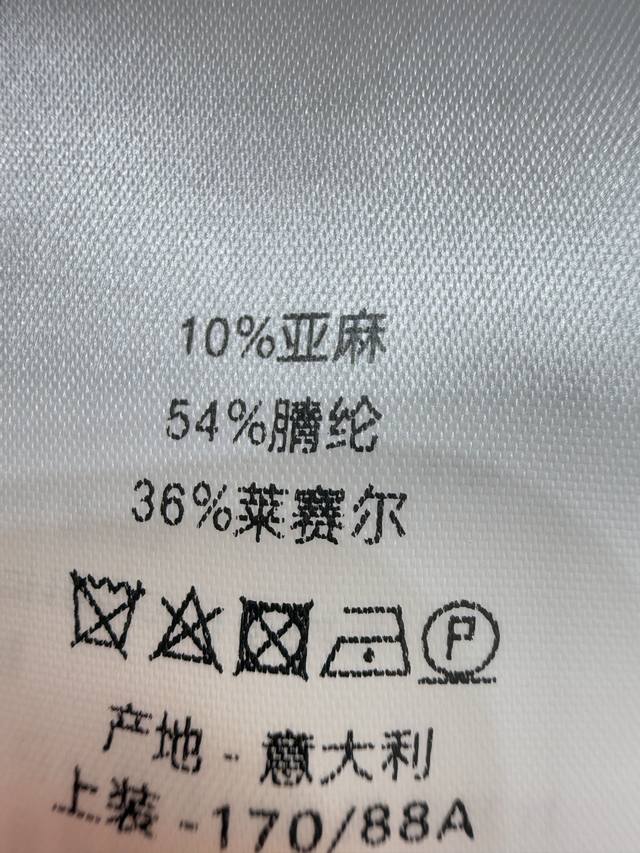 10%亚麻
54%腈纶
36%莱赛尔
P
产地 - 意大利
上装 -170/88A